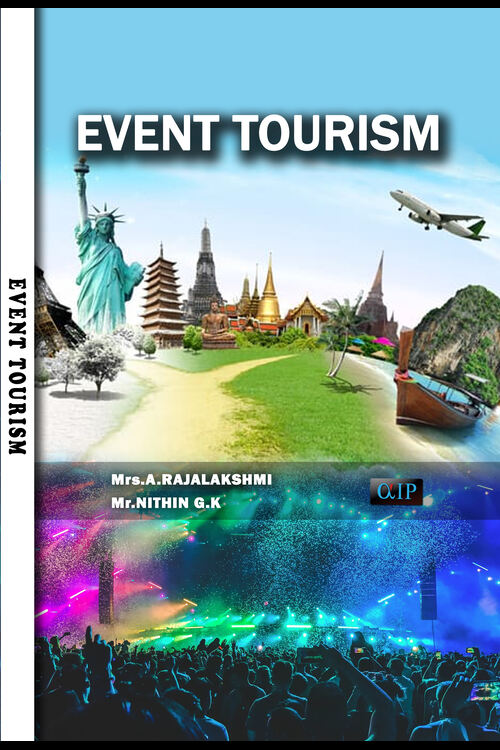 EVENT TOURISM
EVENT TOURISM
Mrs.A.RAJALAKSHMI
Mr.NITHIN G.K
αIP